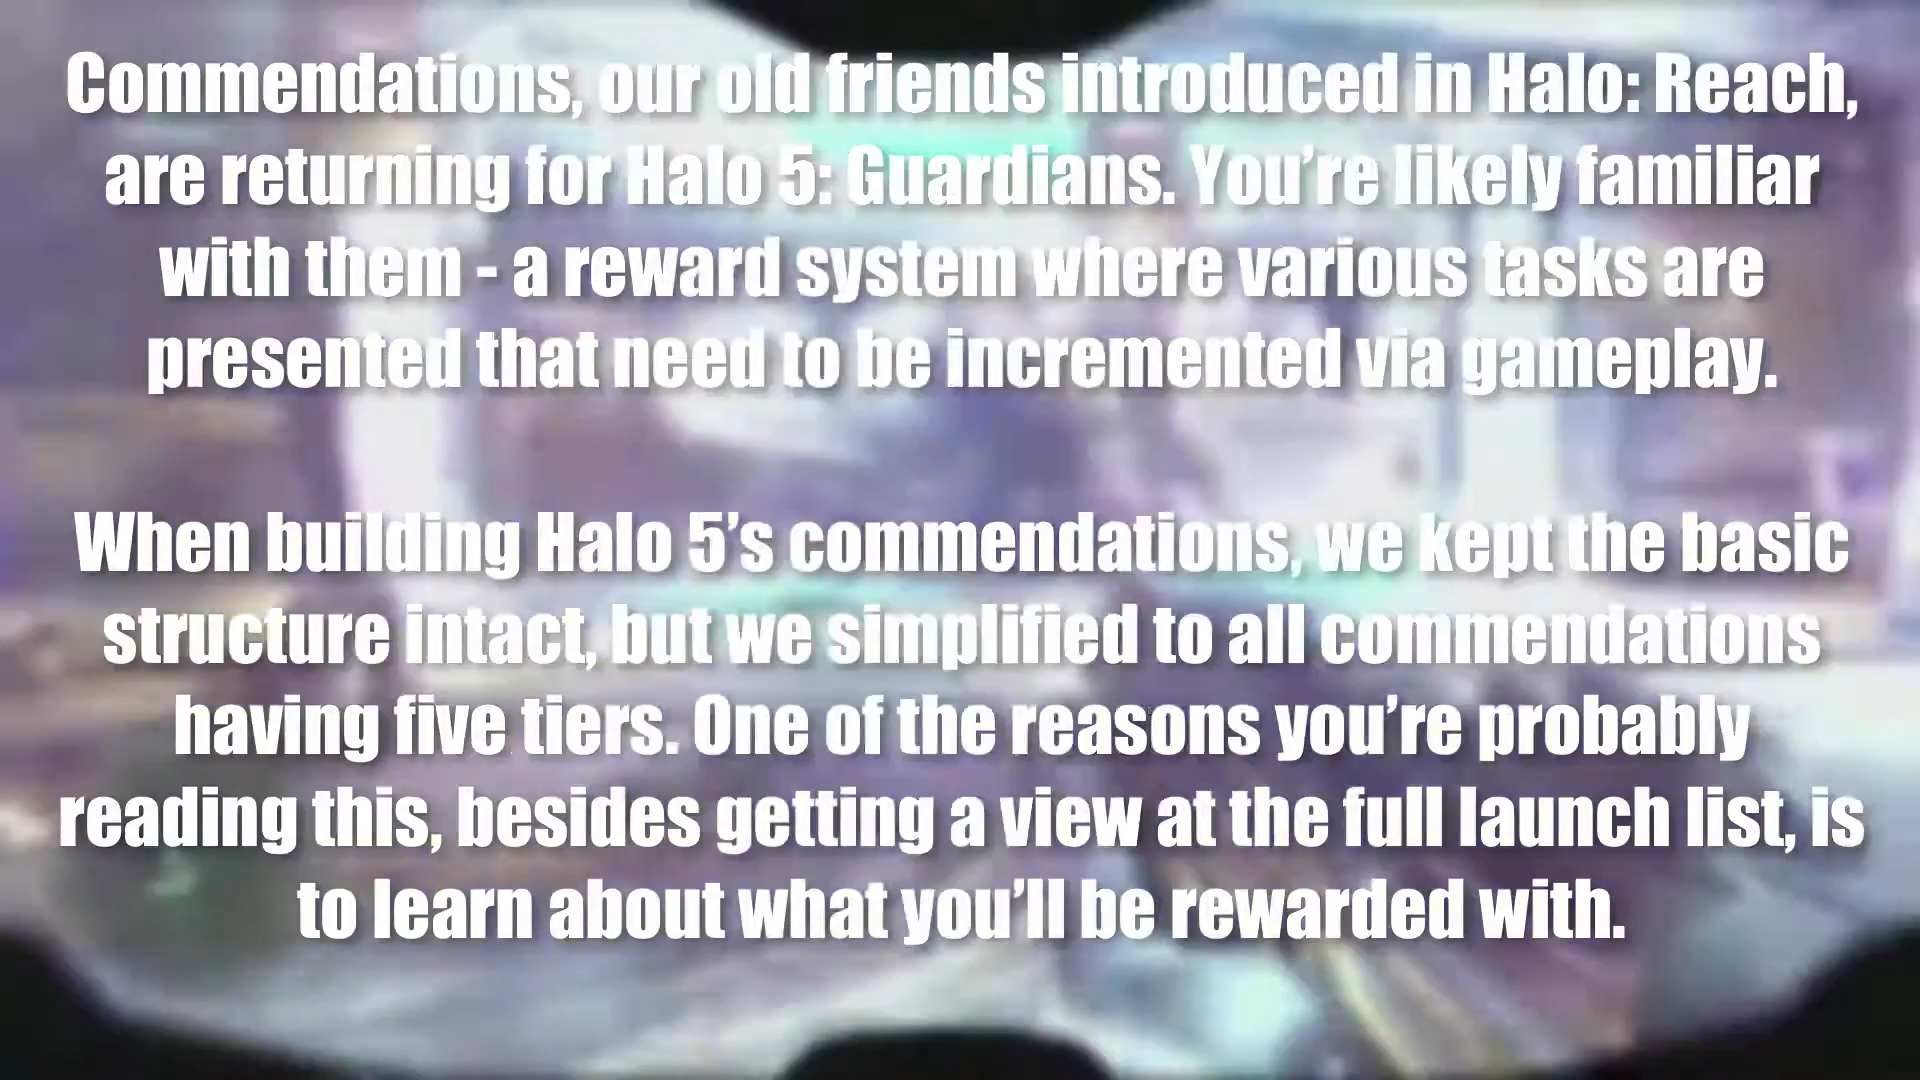 Commendations, our old friends introduced in Halo: Reach,
are returning for Halo 5: Guardians. You’re likely familiar
with them - a reward system where various tasks are
presented that need to be incremented via gameplay.
When building Halo 5’s commendations, we kept the basic
structure intact, but we simplified to all commendations
having five tiers. One of the reasons you’re probably
reading this, besides getting a view at the full launch list, is
to learn about what you’ll be rewarded with.